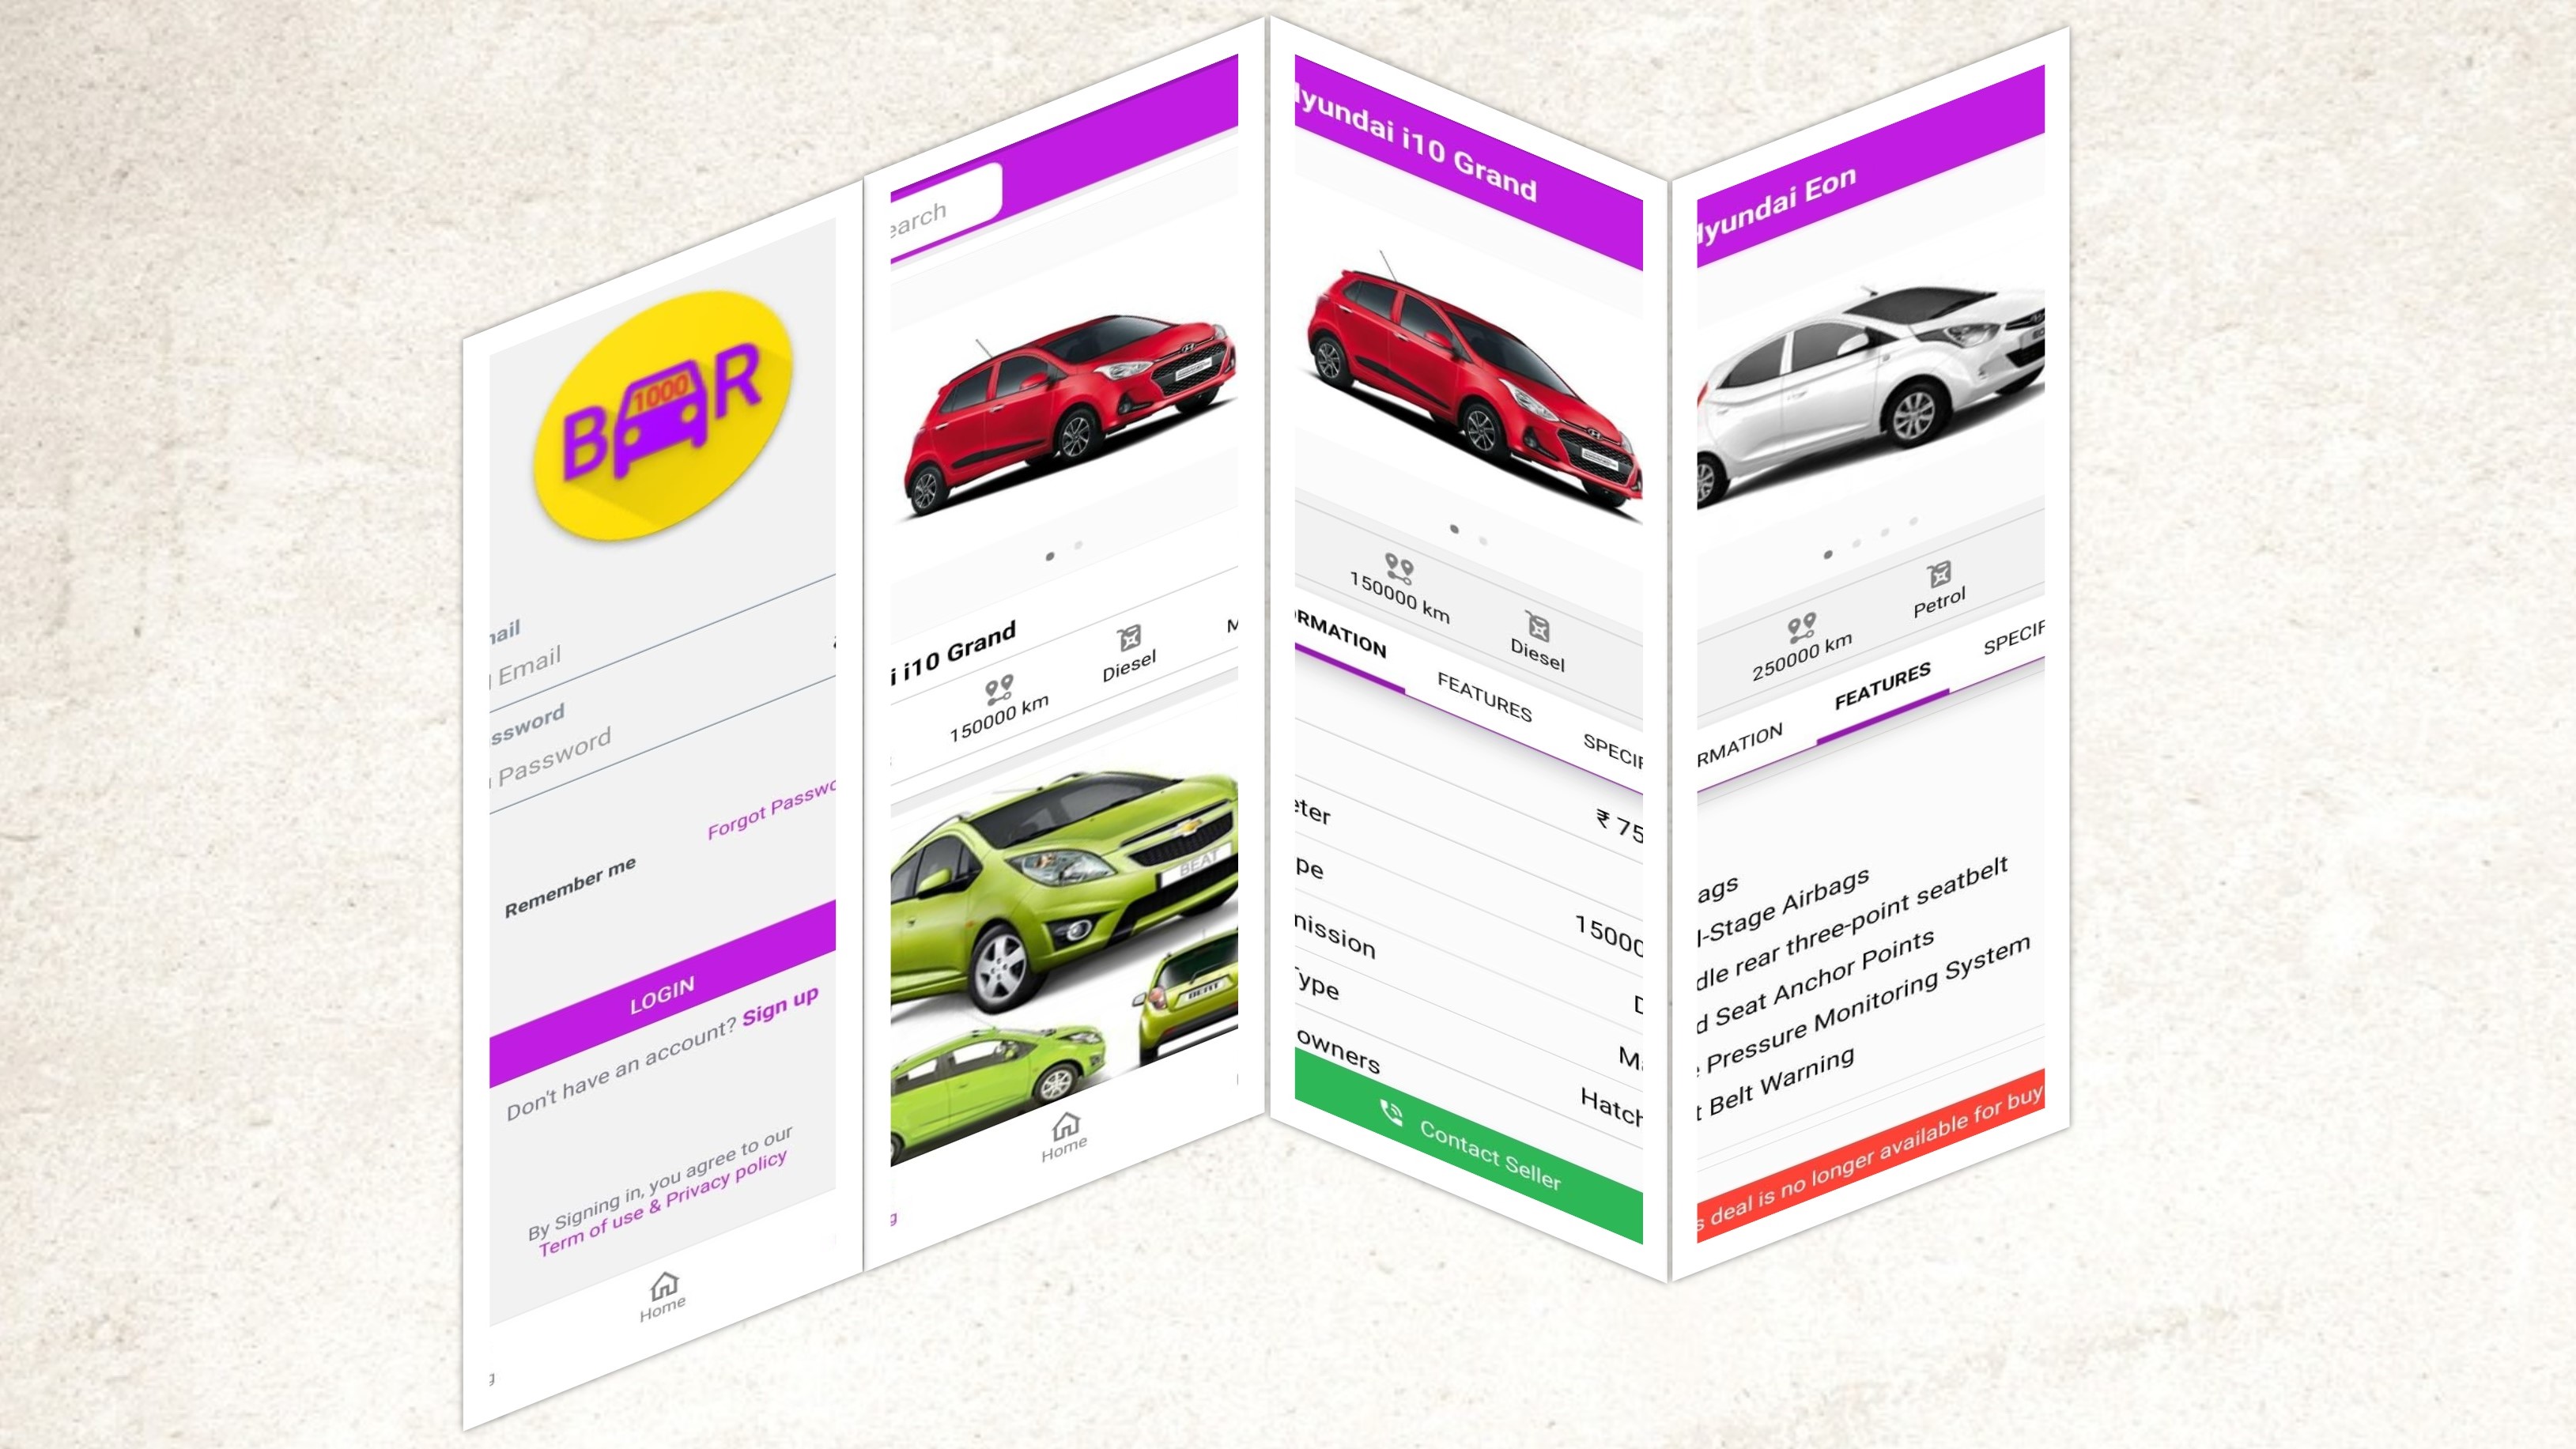 B R
1000
nail
Email
ssword
Password
Forgot Passwo
Remember me
LOGIN
Don't have an account? Sign up
By Signing in, you agree to our
Term of use & Privacy policy
Home
g
earch
i i10 Grand
150000 km
Diesel
M
BEAT
BEAT
Home
g
Hyundai i10 Grand
150000 km
Diesel
ORMATION
FEATURES
SPECIF
₹ 75
eter
15000
pe
D
mission
Ma
Type
Hatch
owners
Contact Seller
Hyundai Eon
250000 km
Petrol
RMATION
FEATURES
SPECIF
ags
l-Stage Airbags
dle rear three-point seatbelt
d Seat Anchor Points
e Pressure Monitoring System
t Belt Warning
s deal is no longer available for buy